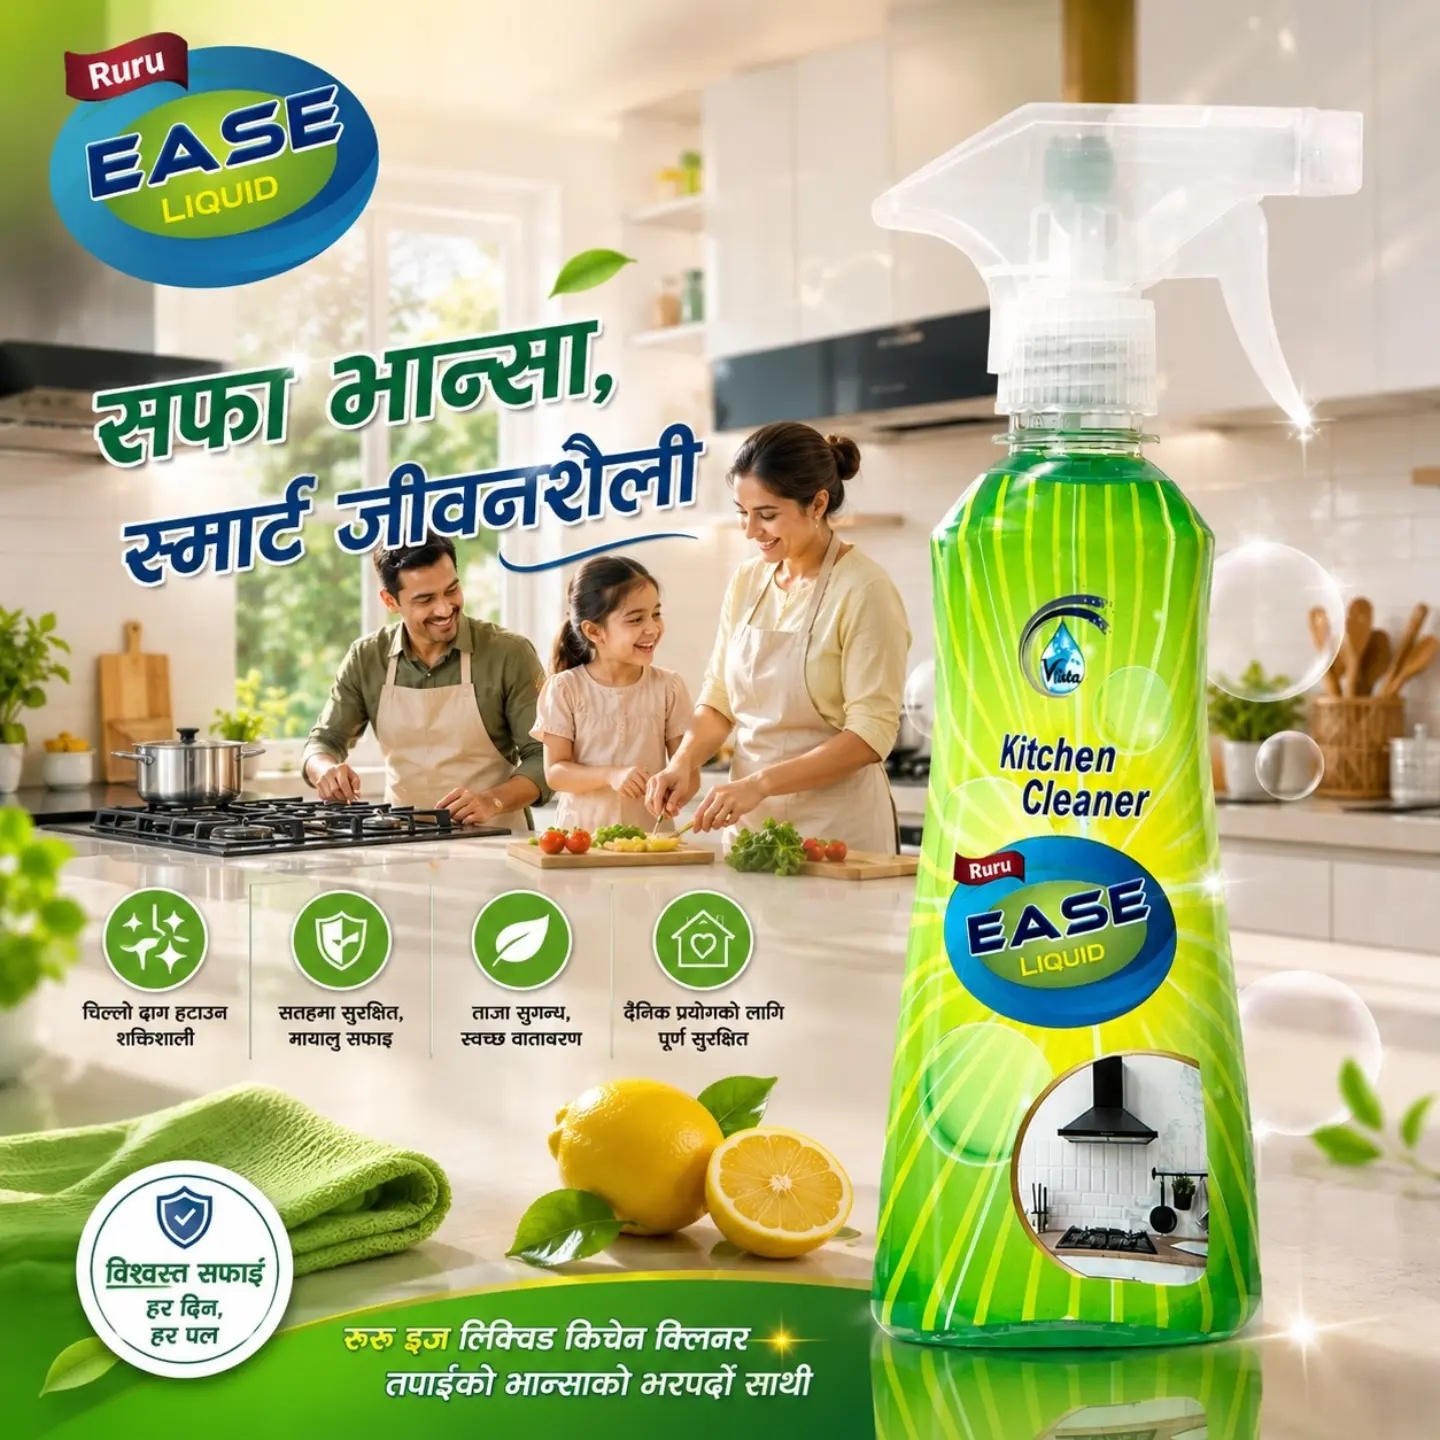 Ruru
EASE
LIQUID
सफा भान्सा,
स्मार्ट जीवनशैली
Vista
Kitchen
Cleaner
Ruru
EASE
LIQUID
चिल्लो दाग हटाउन
शक्तिशाली
सतहमा सुरक्षित,
मायालु सफाइ
ताजा सुगन्ध,
स्वच्छ वातावरण
दैनिक प्रयोगको लागि
पूर्ण सुरक्षित
विश्वस्त सफाई
हर दिन,
हर पल
रूरू इज लिक्विड किचेन क्लिनर
तपाईको भान्साको भरपर्दो साथी